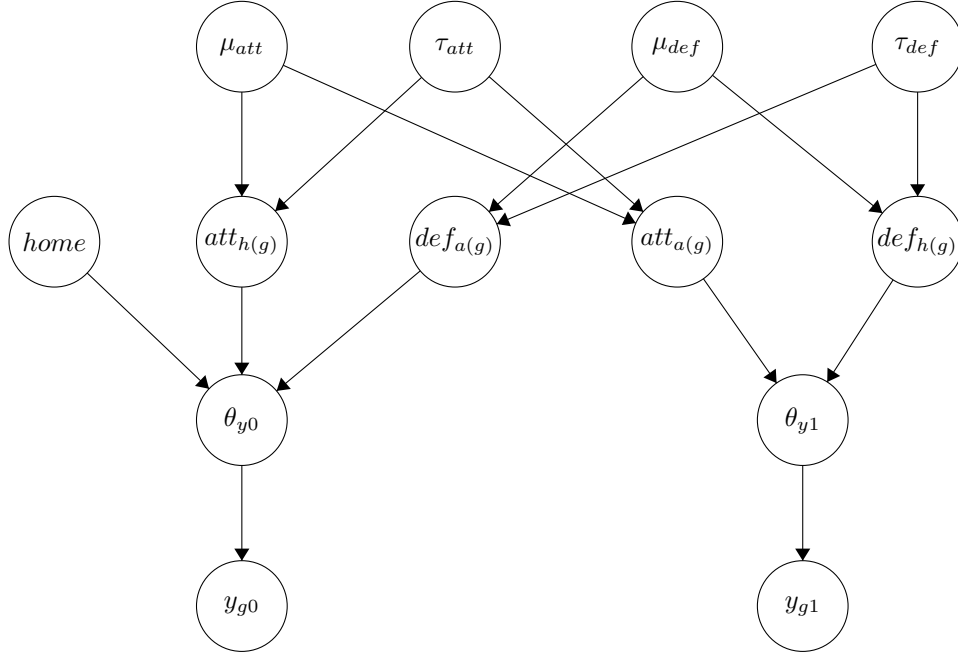 μ_att τ_att μ_def τ_def
home att_h(g) def_a(g) att_a(g) def_h(g)
θ_y0 θ_y1
y_g0 y_g1